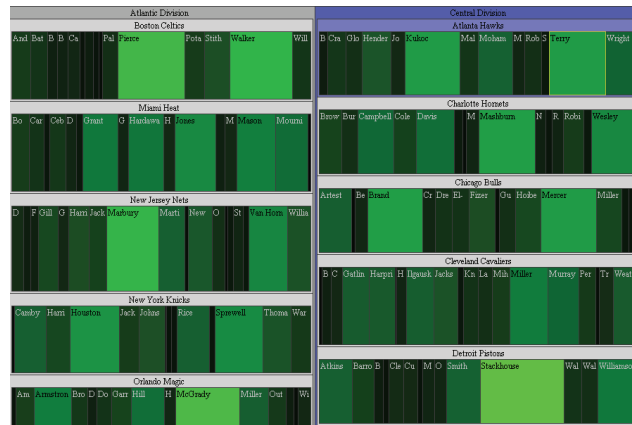 Atlantic Division
Boston Celtics
And Bat B B Ca Pal Pierce Pota Stith Walker Will
Miami Heat
Bo Car Ceb D Grant G Hardawa H Jones M Mason Mourni
New Jersey Nets
D F Gill G Harri Jack Marbury Marti New O St Van Horn Willia
New York Knicks
Camby Harri Houston Jack Johns Rice Sprewell Thoma War
Orlando Magic
Am Armstron Bro D Do Garr Hill H McGrady Miller Out Wi
Central Division
Atlanta Hawks
B Cra Glo Hender Jo Kukoc Mal Moham M Rob S Terry Wright
Charlotte Hornets
Brow Bur Campbell Cole Davis M Mashburn N R. Robi Wesley
Chicago Bulls
Artest Be Brand Cr Dre El- Fizer Gu Hoibe Mercer Miller
Cleveland Cavaliers
B C Gatlin Harpri H Ilgausk Jacks Kn La Mih Miller Murray Per Tr Weat
Detroit Pistons
Atkins Barro B Cle Cu M O Smith Stackhouse Wal Wal Williamso